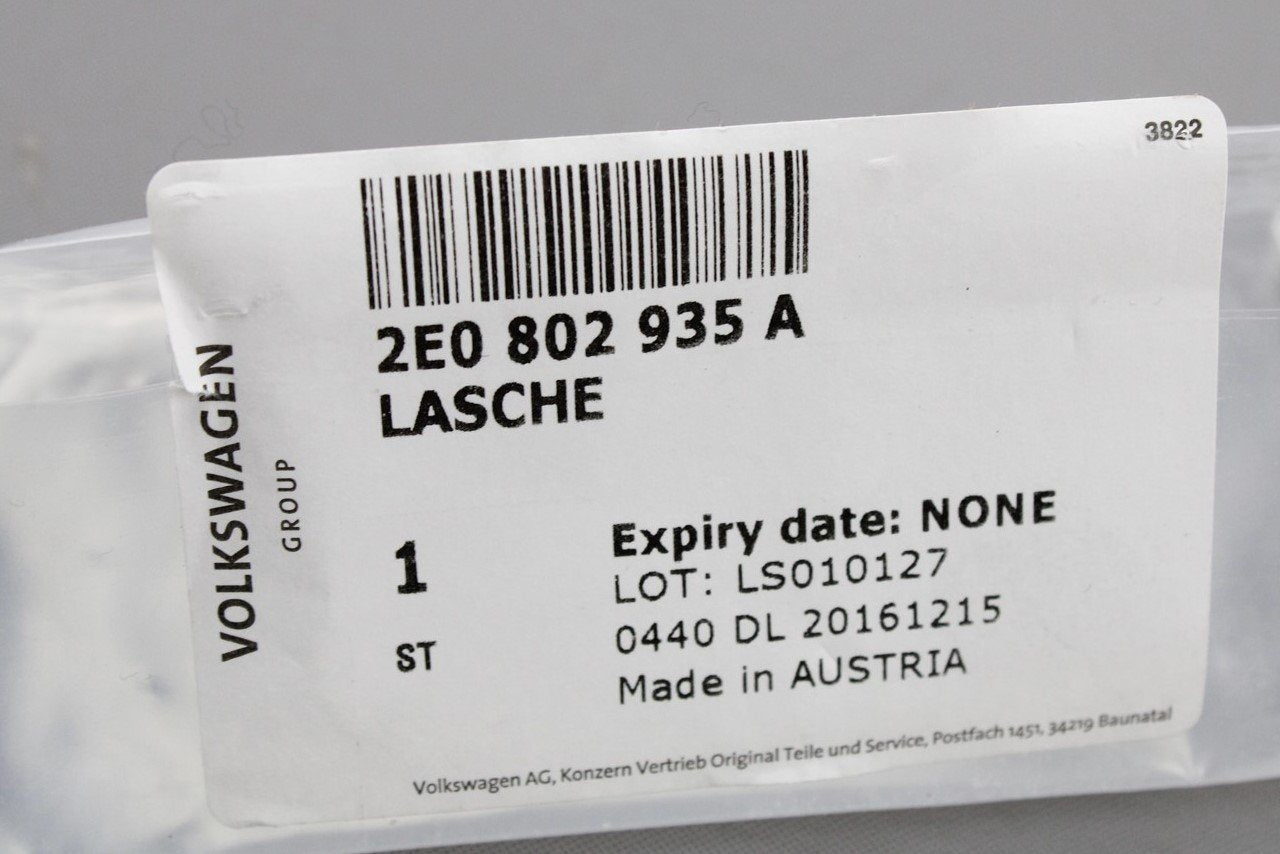 3822
2E0 802 935 A
LASCHE
VOLKSWAGEN
GROUP
1
ST
Expiry date: NONE
LOT: LS010127
0440 DL 20161215
Made in AUSTRIA
Volkswagen AG, Konzern Vertrieb Original Teile und Service, Postfach 1451, 34219 Baunatal